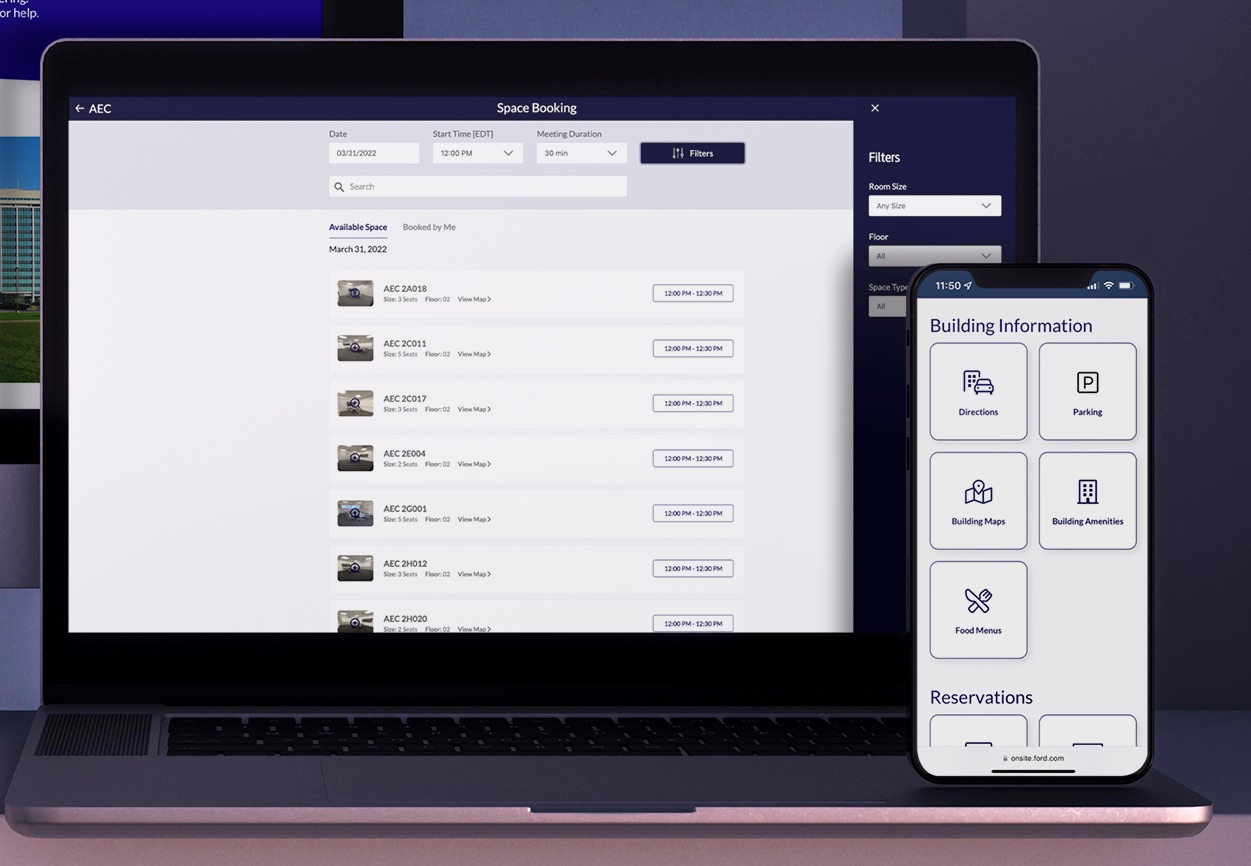 or help.
← AEC
Space Booking
Date
Start Time [EDT]
Meeting Duration
03/31/2022
12:00 PM
30 min
Filters
Search
Available Space
Booked by Me
March 31, 2022
AEC 2A018
Size: 3 Seats Floor: 02 View Map >
12:00 PM - 12:30 PM
AEC 2C011
Size: 5 Seats Floor: 02 View Map >
12:00 PM - 12:30 PM
AEC 2C017
Size: 3 Seats Floor: 02 View Map >
12:00 PM - 12:30 PM
AEC 2E004
Size: 2 Seats Floor: 02 View Map >
12:00 PM - 12:30 PM
AEC 2G001
Size: 5 Seats Floor: 02 View Map >
12:00 PM - 12:30 PM
AEC 2H012
Size: 3 Seats Floor: 02 View Map >
12:00 PM - 12:30 PM
AEC 2H020
Size: 2 Seats Floor: 02 View Map >
12:00 PM - 12:30 PM
Filters
Room Size
Any Size
Floor
All
Space Type
All
11:50
Building Information
Directions
P
Parking
Building Maps
Building Amenities
Food Menus
Reservations
onsite.ford.com